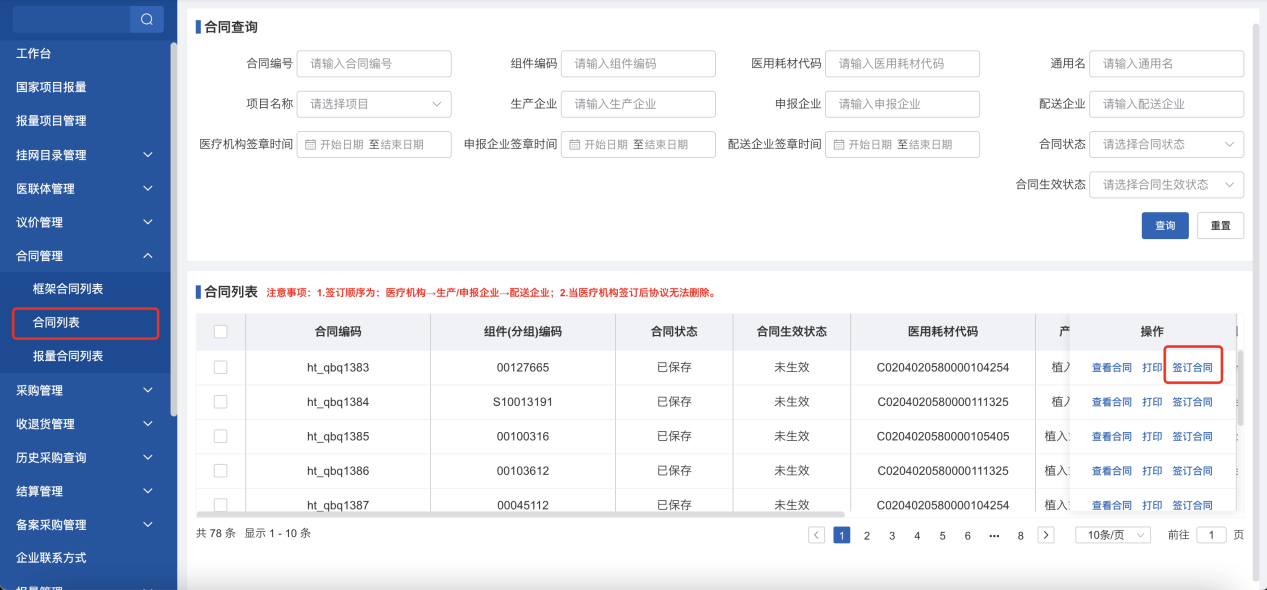 工作台
国家项目报量
报量项目管理
挂网目录管理
医联体管理
议价管理
合同管理
框架合同列表
合同列表
报量合同列表
采购管理
收退货管理
历史采购查询
结算管理
备案采购管理
企业联系方式
合同查询
合同编号 请输入合同编号 组件编码 请输入组件编码 医用耗材代码 请输入医用耗材代码 通用名 请输入通用名
项目名称 请选择项目 生产企业 请输入生产企业 申报企业 请输入申报企业 配送企业 请输入配送企业
医疗机构签章时间 开始日期 至结束日期 申报企业签章时间 开始日期 至结束日期 配送企业签章时间 开始日期 至结束日期 合同状态 请选择合同状态
合同生效状态 请选择合同生效状态
查询 重置
合同列表 注意事项：1.签订顺序为：医疗机构→生产/申报企业→配送企业；2.当医疗机构签订后协议无法删除。
合同编码 组件(分组)编码 合同状态 合同生效状态 医用耗材代码 产 操作
ht_qbq1383 00127665 已保存 未生效 C0204020580000104254 植入 查看合同 打印 签订合同
ht_qbq1384 S10013191 已保存 未生效 C0204020580000111325 植入 查看合同 打印 签订合同
ht_qbq1385 00100316 已保存 未生效 C0204020580000105405 植入 查看合同 打印 签订合同
ht_qbq1386 00103612 已保存 未生效 C0204020580000111325 植入 查看合同 打印 签订合同
ht_qbq1387 00045112 已保存 未生效 C0204020580000104254 植入 查看合同 打印 签订合同
共 78 条 显示 1 - 10 条 1 2 3 4 5 6 ··· 8 10条/页 前往 1 页